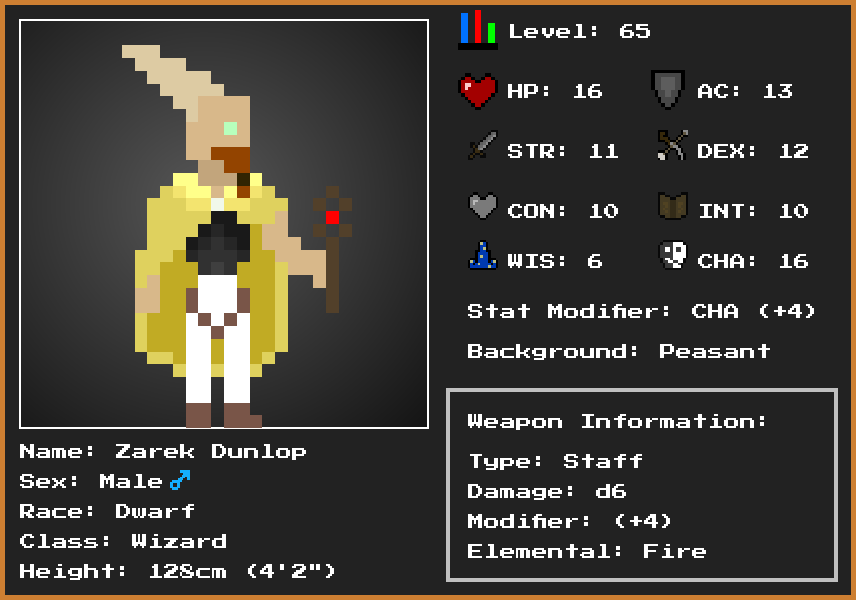 Level: 65
HP: 16
AC: 13
STR: 11
DEX: 12
CON: 10
INT: 10
WIS: 6
CHA: 16
Stat Modifier: CHA (+4)
Background: Peasant
Weapon Information:
Type: Staff
Damage: d6
Modifier: (+4)
Elemental: Fire
Name: Zarek Dunlop
Sex: Male ♂
Race: Dwarf
Class: Wizard
Height: 128cm (4'2")